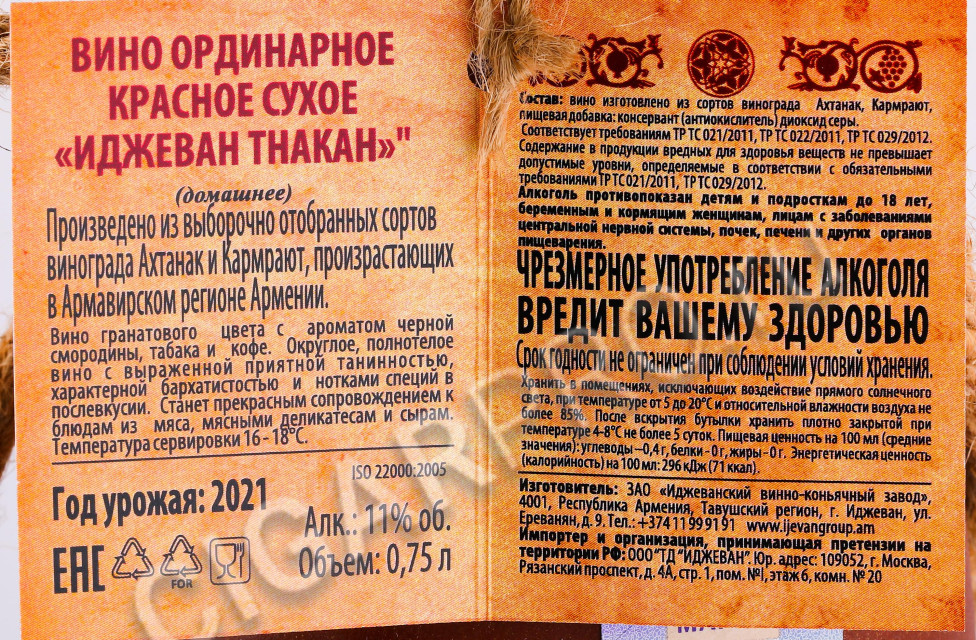 ВИНО ОРДИНАРНОЕ
КРАСНОЕ СУХОЕ
«ИДЖЕВАН ТНАКАН»"
(домашнее)
Произведено из выборочно отобранных сортов
винограда Ахтанак и Кармрают, произрастающих
в Армавирском регионе Армении.
Вино гранатового цвета с ароматом черной
смородины, табака и кофе. Округлое, полнотелое
вино с выраженной приятной танинностью,
характерной бархатистостью и нотками специй в
послевкусии. Станет прекрасным сопровождением к
блюдам из мяса, мясными деликатесам и сырам.
Температура сервировки 16 - 18°С.
ISO 22000:2005
Год урожая: 2021
Алк.: 11% об.
Объем: 0,75 л
EAC
FOR
Состав: вино изготовлено из сортов винограда Ахтанак, Кармрают,
пищевая добавка: консервант (антиокислитель) диоксид серы.
Соответствует требованиям ТР ТС 021/2011, ТР ТС 022/2011, ТР ТС 029/2012.
Содержание в продукции вредных для здоровья веществ не превышает
допустимые уровни, определяемые в соответствии с обязательными
требованиями ТР ТС 021/2011, ТР ТС 029/2012.
Алкоголь противопоказан детям и подросткам до 18 лет,
беременным и кормящим женщинам, лицам с заболеваниями
центральной нервной системы, почек, печени и других органов
пищеварения.
ЧРЕЗМЕРНОЕ УПОТРЕБЛЕНИЕ АЛКОГОЛЯ
ВРЕДИТ ВАШЕМУ ЗДОРОВЬЮ
Срок годности не ограничен при соблюдении условий хранения.
Хранить в помещениях, исключающих воздействие прямого солнечного
света, при температуре от 5 до 20°С и относительной влажности воздуха не
более 85%. После вскрытия бутылки хранить плотно закрытой при
температуре 4-8°С не более 5 суток. Пищевая ценность на 100 мл (средние
значения): углеводы – 0,4 г, белки - 0 г, жиры - 0 г. Энергетическая ценность
(калорийность) на 100 мл: 296 кДж (71 ккал).
Изготовитель: ЗАО «Иджеванский винно-коньячный завод»,
4001, Республика Армения, Тавушский регион, г. Иджеван, ул.
Ереванян, д. 9. Тел.: +374 11 99 91 91 www.ijevangroup.am
Импортер и организация, принимающая претензии на
территории РФ: ООО "ТД "ИДЖЕВАН". Юр. адрес: 109052, г. Москва,
Рязанский проспект, д. 4А, стр. 1, пом. №I, этаж 6, комн. № 20